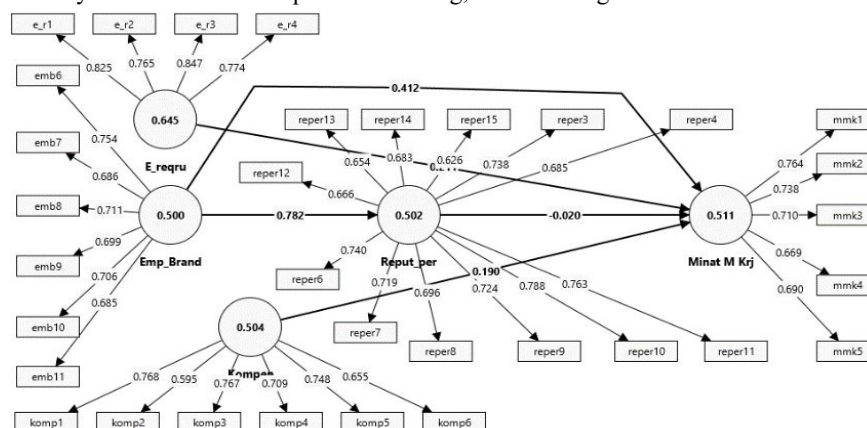 e_r1 e_r2 e_r3 e_r4
0.825 0.765 0.847 0.774
emb6
0.412
0.645
reper13 reper14 reper15 reper3 reper4 mmk1
emb7
0.754
E_reqru
0.654 0.683 0.626 0.738 0.685
0.764
mmk2
reper12
0.686
0.666
0.738
emb8 0.711 0.500 0.782 0.502 -0.020 0.511 0.710 mmk3
0.699
0.740
0.669
emb9
Emp_Brand Reput_per Minat M Krj
0.706
reper6
0.719 0.696 0.724 0.788 0.763
0.190
0.690
mmk4
0.685
emb10
0.504
reper7 reper8 reper9 reper10 reper11 mmk5
emb11
0.768 0.595 0.767 0.709 0.748 0.655
komp1 komp2 komp3 komp4 komp5 komp6